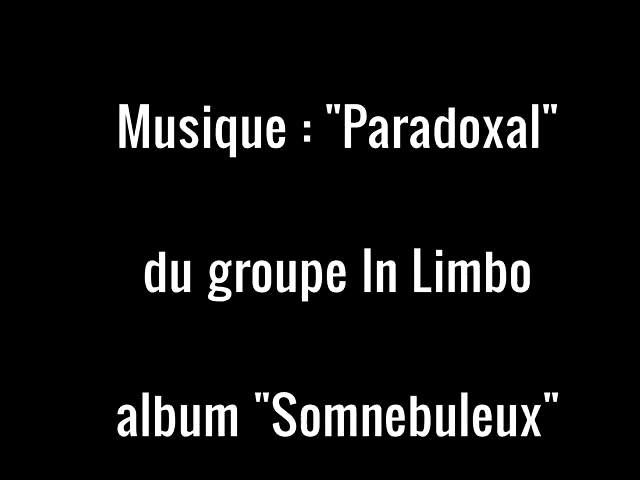 Musique : "Paradoxal"
du groupe In Limbo
album "Somnebuleux"